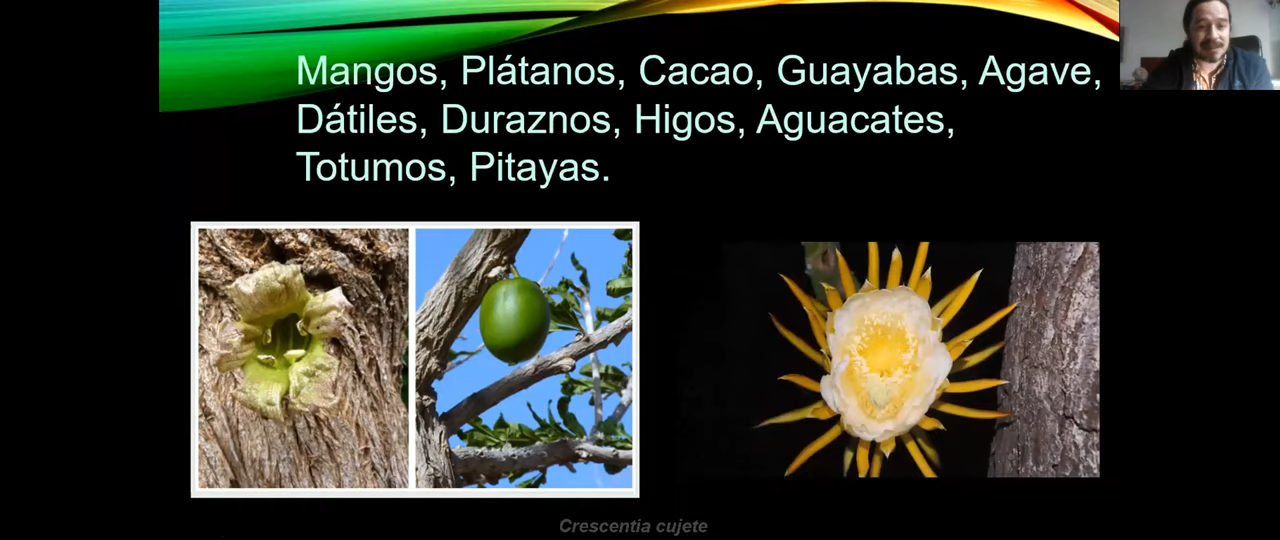 Mangos, Plátanos, Cacao, Guayabas, Agave,
Dátiles, Duraznos, Higos, Aguacates,
Totumos, Pitayas.
Crescentia cujete